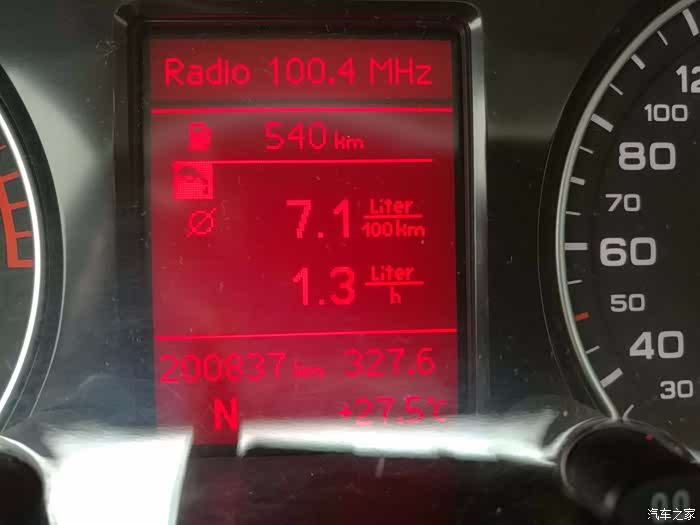 Radio 100.4 MHz
540 km
Ø 7.1 Liter/100km
1.3 Liter/h
200837 km 327.6
N +27.5°C
100
80
70
60
50
40
30
汽车之家